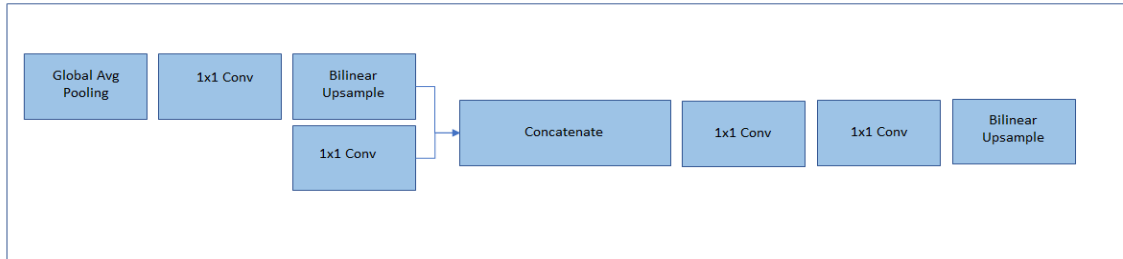 Global Avg
Pooling
1x1 Conv
Bilinear
Upsample
1x1 Conv
Concatenate
1x1 Conv
1x1 Conv
Bilinear
Upsample